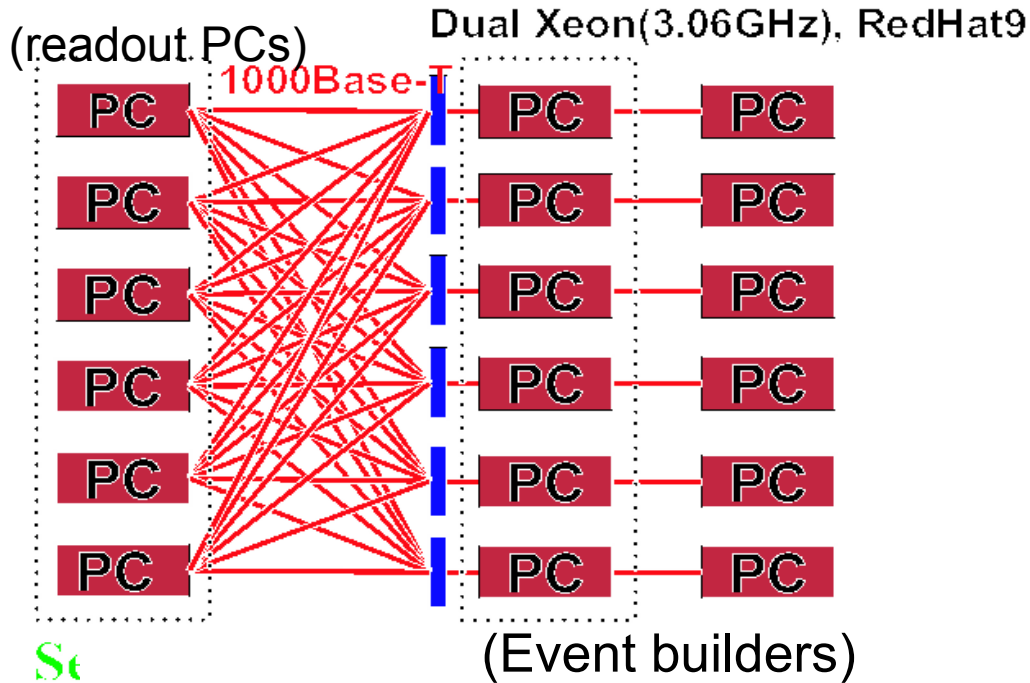 Dual Xeon(3.06GHz), RedHat9
(readout PCs)
1000Base-T
PC PC PC
PC PC PC
PC PC PC
PC PC PC
PC PC PC
PC PC PC
(Event builders)